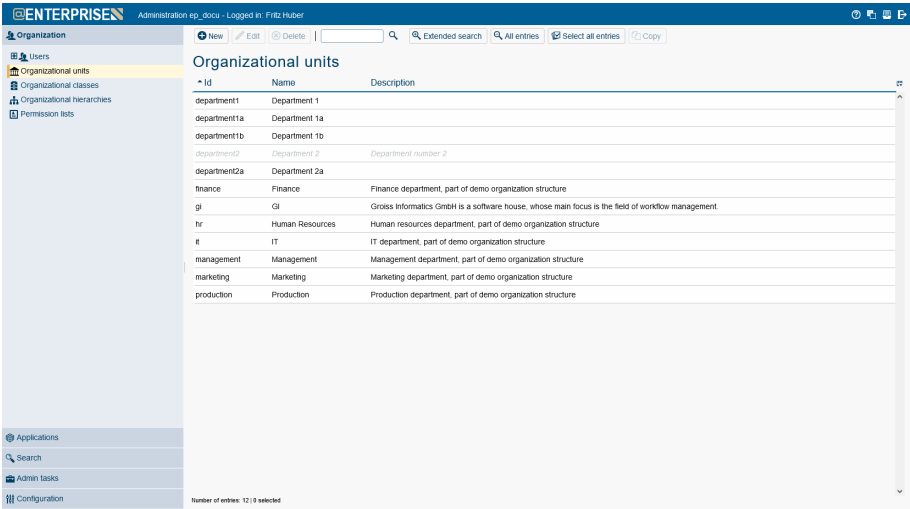 @ENTERPRISE Administration ep_docu - Logged in: Fritz Huber
Organization
Users
Organizational units
Organizational classes
Organizational hierarchies
Permission lists
Applications
Search
Admin tasks
Configuration
New Edit Delete | Extended search All entries Select all entries Copy
Organizational units
Id Name Description
department1 Department 1
department1a Department 1a
department1b Department 1b
department2 Department 2 Department number 2
department2a Department 2a
finance Finance Finance department, part of demo organization structure
gi GI Groiss Informatics GmbH is a software house, whose main focus is the field of workflow management.
hr Human Resources Human resources department, part of demo organization structure
it IT IT department, part of demo organization structure
management Management Management department, part of demo organization structure
marketing Marketing Marketing department, part of demo organization structure
production Production Production department, part of demo organization structure
Number of entries: 12 | 0 selected